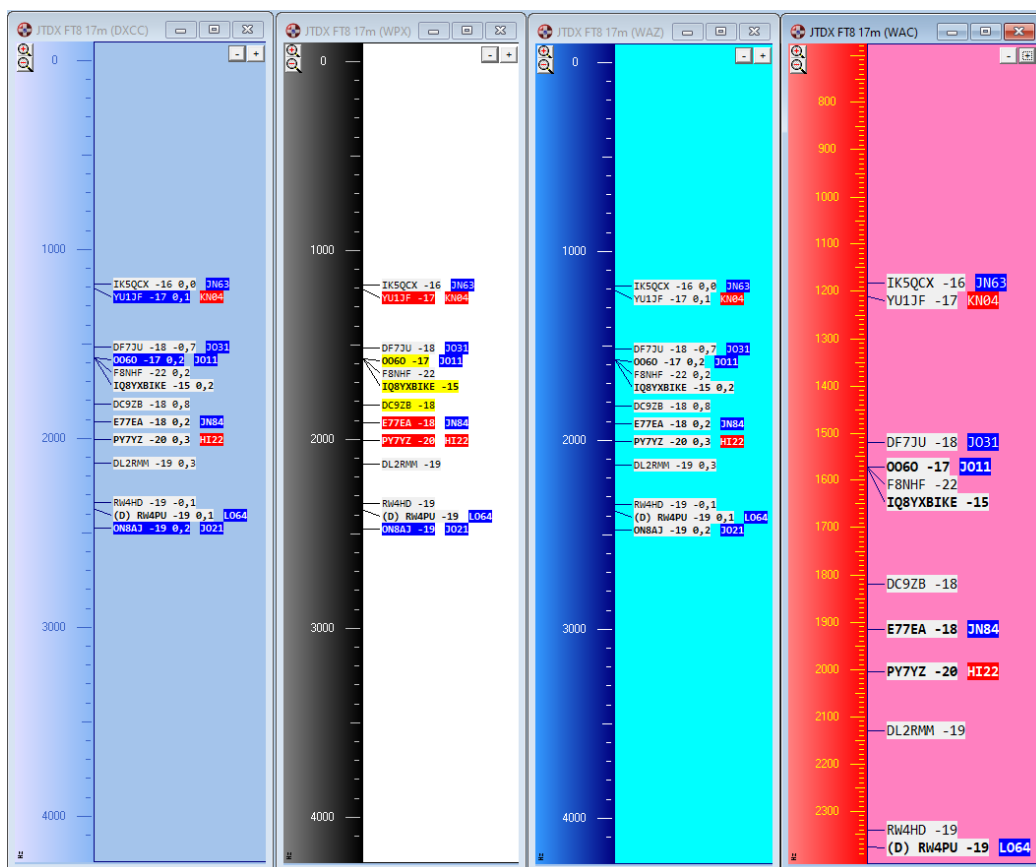 JTDX FT8 17m (DXCC)
- +
0
1000
IK5QCX -16 0,0 JN63
YU1JF -17 0,1 KN04
DF7JU -18 -0,7 JO31
OO6O -17 0,2 JO11
F8NHF -22 0,2
IQ8YXBIKE -15 0,2
DC9ZB -18 0,8
E77EA -18 0,2 JN84
2000
PY7YZ -20 0,3 HI22
DL2RMM -19 0,3
RW4HD -19 -0,1
(D) RW4PU -19 0,1 LO64
ON8AJ -19 0,2 JO21
3000
4000
Hz
JTDX FT8 17m (WPX)
- +
0
1000
IK5QCX -16 JN63
YU1JF -17 KN04
DF7JU -18 JO31
OO6O -17 JO11
F8NHF -22
IQ8YXBIKE -15
DC9ZB -18
E77EA -18 JN84
2000
PY7YZ -20 HI22
DL2RMM -19
RW4HD -19
(D) RW4PU -19 LO64
ON8AJ -19 JO21
3000
4000
Hz
JTDX FT8 17m (WAZ)
- +
0
1000
IK5QCX -16 0,0 JN63
YU1JF -17 0,1 KN04
DF7JU -18 -0,7 JO31
OO6O -17 0,2 JO11
F8NHF -22 0,2
IQ8YXBIKE -15 0,2
DC9ZB -18 0,8
E77EA -18 0,2 JN84
2000
PY7YZ -20 0,3 HI22
DL2RMM -19 0,3
RW4HD -19 -0,1
(D) RW4PU -19 0,1 LO64
ON8AJ -19 0,2 JO21
3000
4000
Hz
JTDX FT8 17m (WAC)
- +
800
900
1000
1100
IK5QCX -16 JN63
1200
YU1JF -17 KN04
1300
1400
1500
DF7JU -18 JO31
OO6O -17 JO11
1600
F8NHF -22
IQ8YXBIKE -15
1700
1800
DC9ZB -18
1900
E77EA -18 JN84
2000
PY7YZ -20 HI22
2100
DL2RMM -19
2200
2300
RW4HD -19
(D) RW4PU -19 LO64
Hz